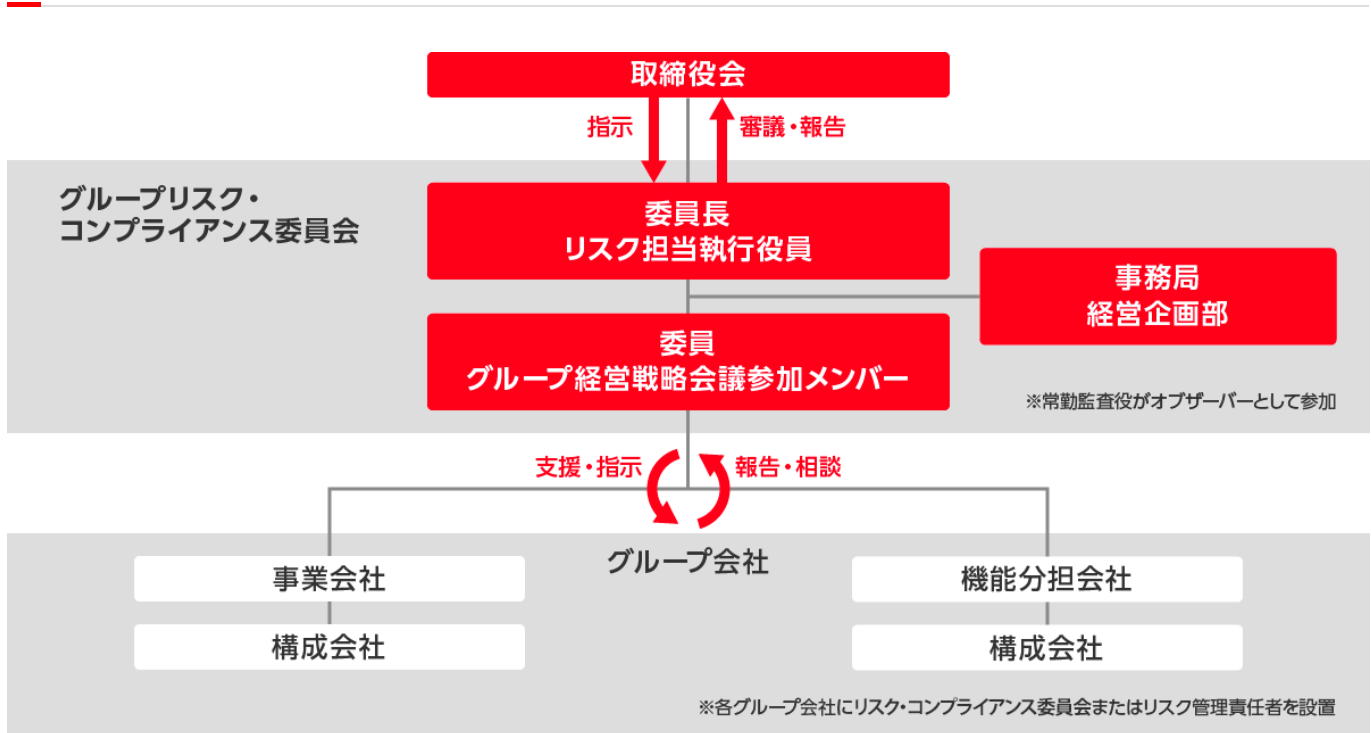 取締役会
指示
審議・報告
グループリスク・
コンプライアンス委員会
委員長
リスク担当執行役員
事務局
経営企画部
委員
グループ経営戦略会議参加メンバー
※常勤監査役がオブザーバーとして参加
支援・指示
報告・相談
グループ会社
事業会社
機能分担会社
構成会社
構成会社
※各グループ会社にリスク・コンプライアンス委員会またはリスク管理責任者を設置